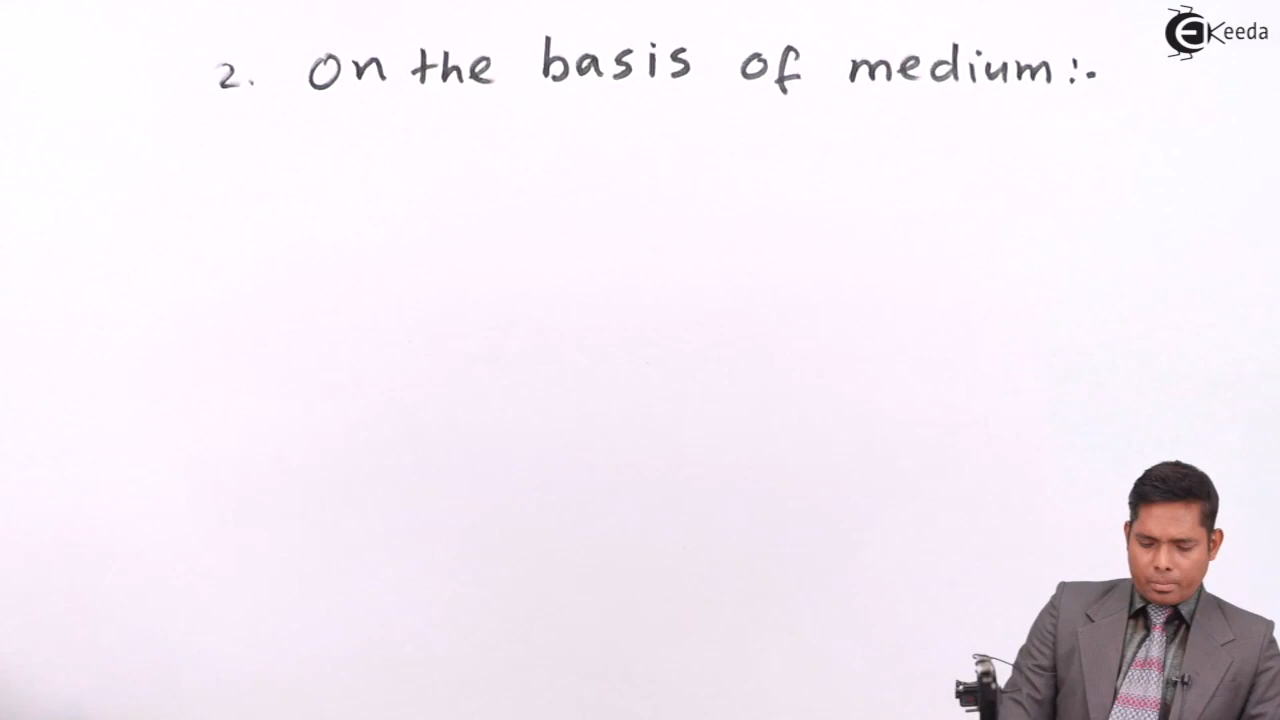 EKeeda
2. On the basis of medium:-